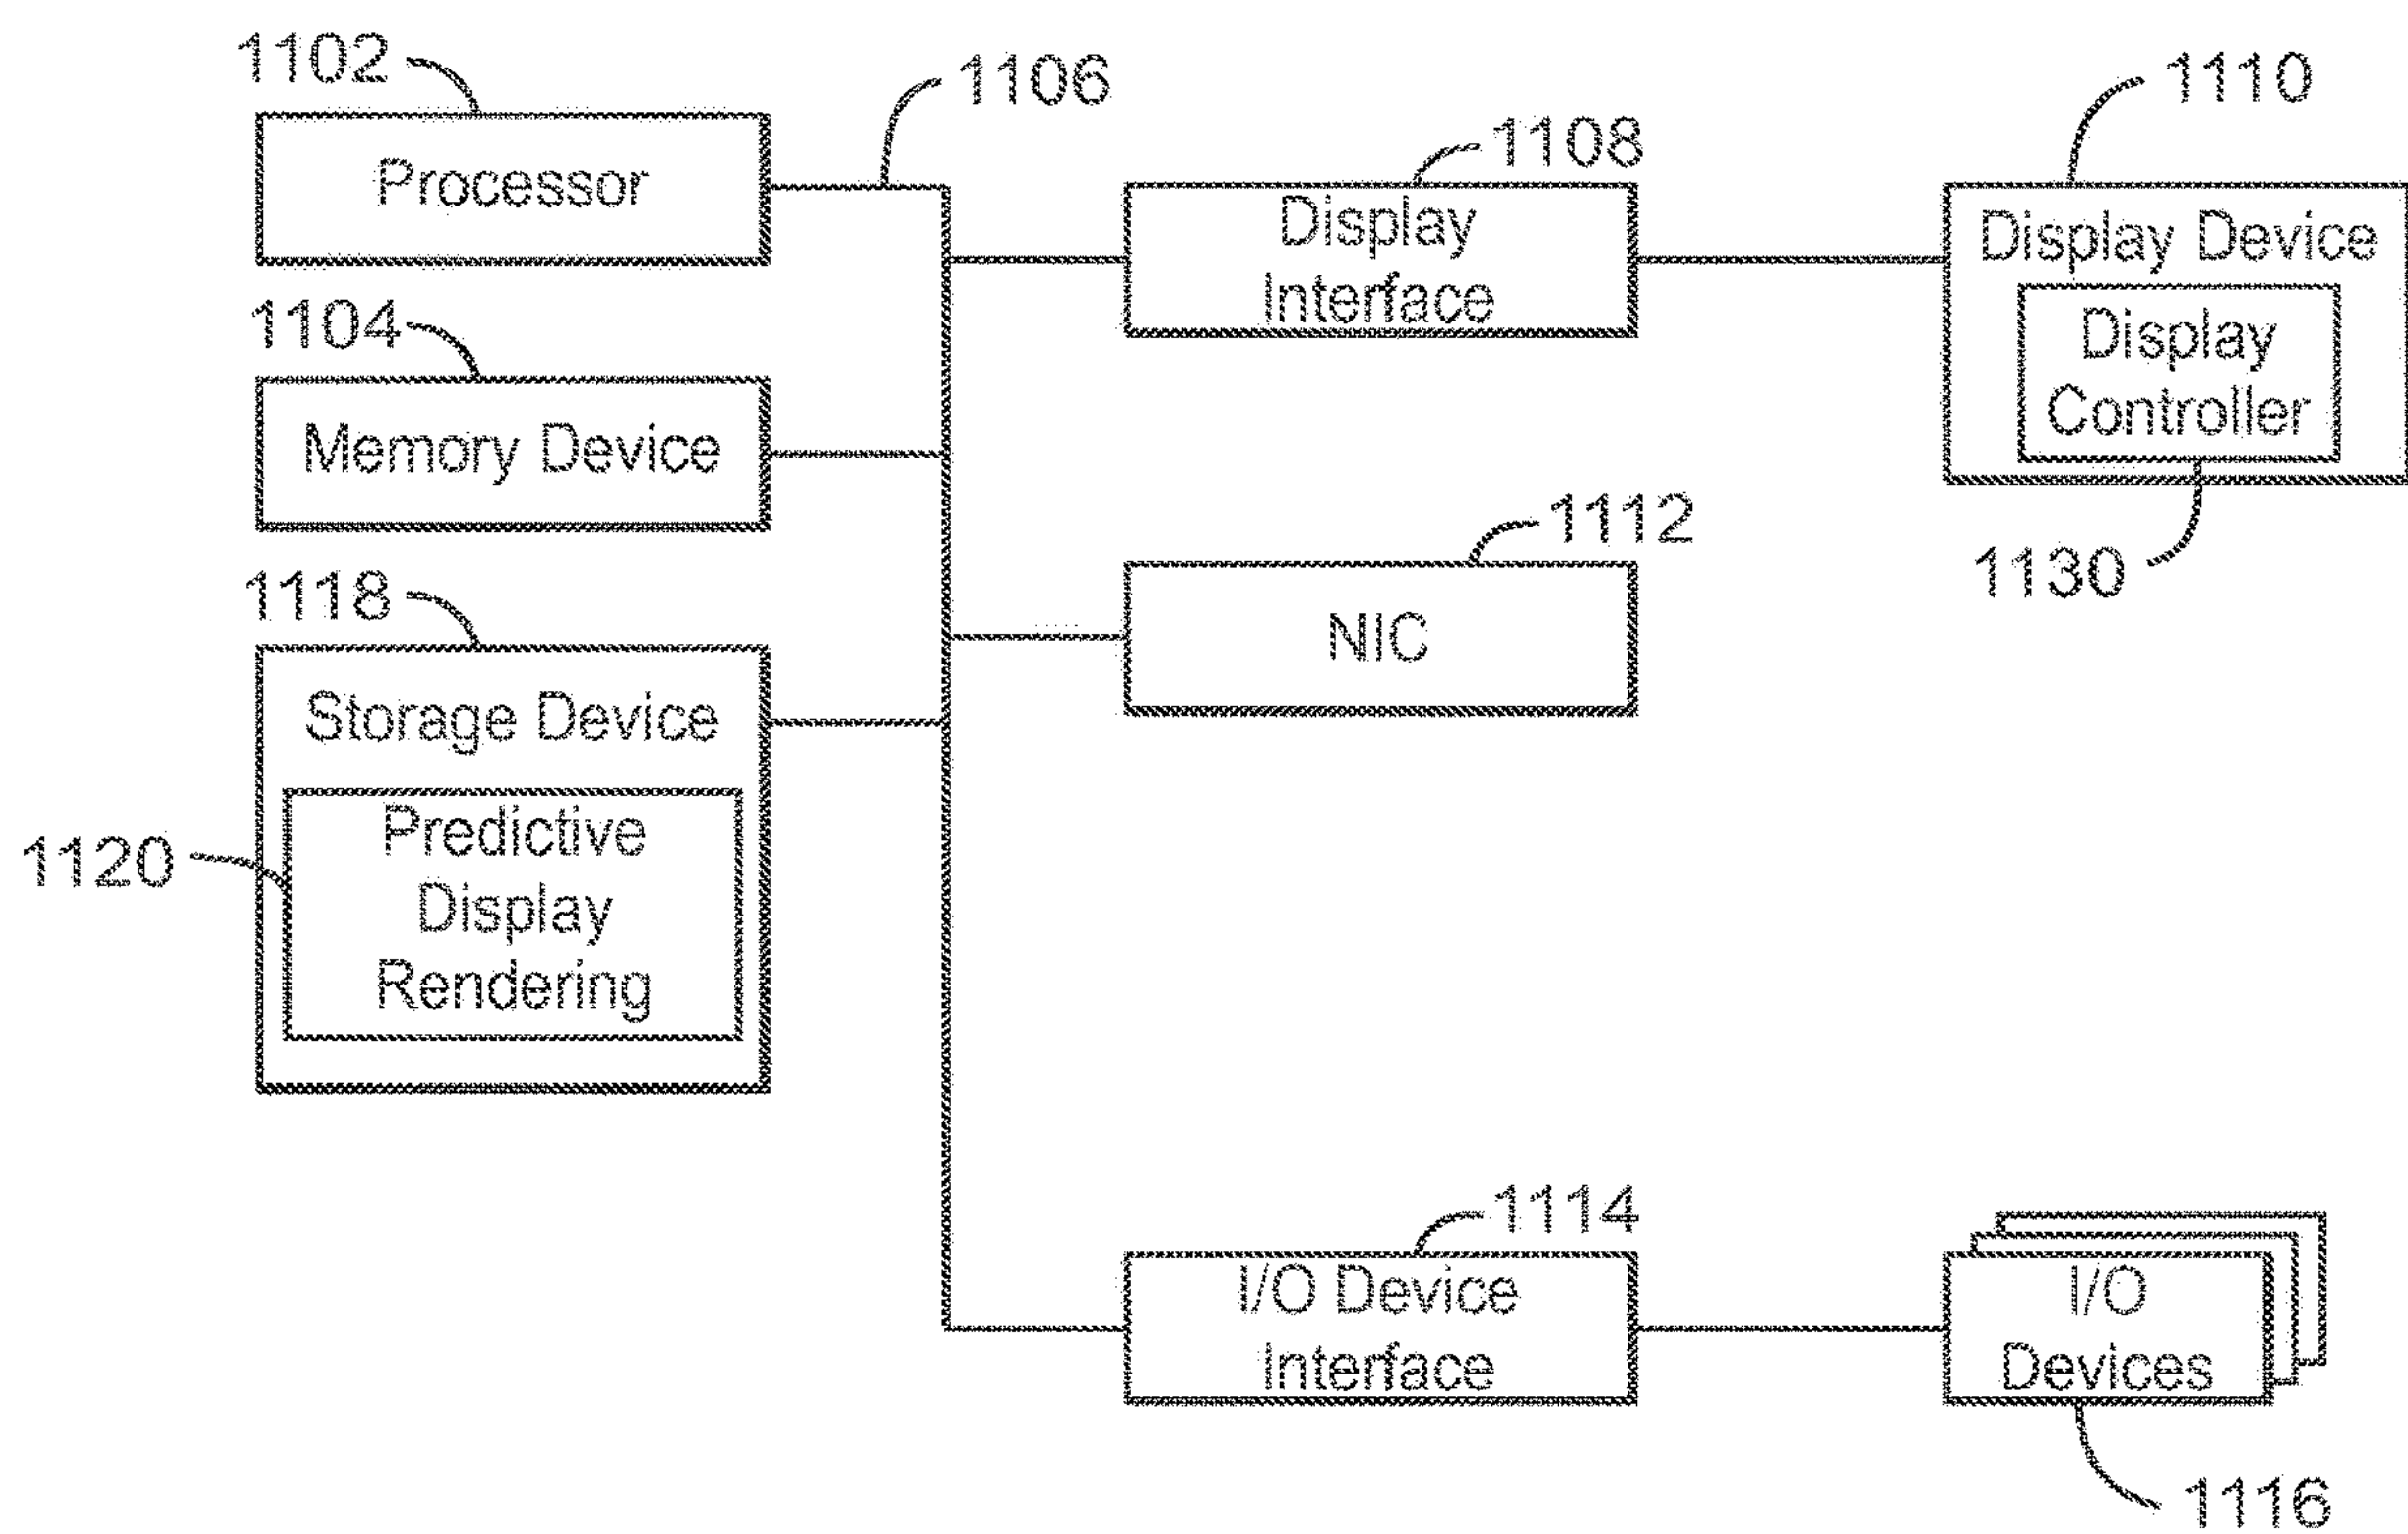 1102
Processor
1106
1108
Display
Interface
1110
Display Device
Display
Controller
1130
1104
Memory Device
1112
NIC
1118
Storage Device
1120
Predictive
Display
Rendering
1114
I/O Device
Interface
I/O
Devices
1116